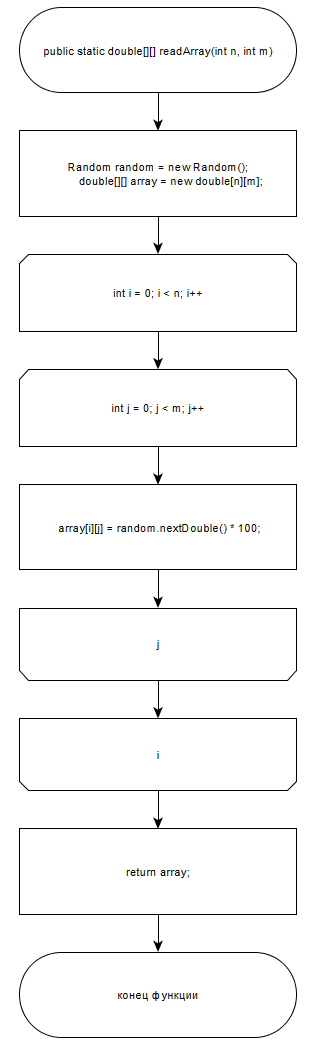 public static double[][] readArray(int n, int m)
Random random = new Random();
double[][] array = new double[n][m];
int i = 0; i < n; i++
int j = 0; j < m; j++
array[i][j] = random.nextDouble() * 100;
j
i
return array;
конец функции